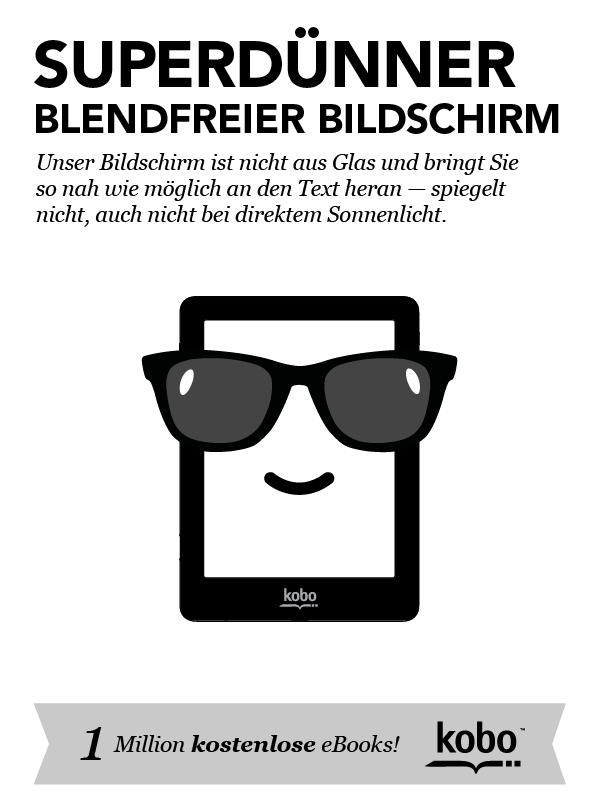 SUPERDÜNNER
BLENDFREIER BILDSCHIRM
Unser Bildschirm ist nicht aus Glas und bringt Sie
so nah wie möglich an den Text heran — spiegelt
nicht, auch nicht bei direktem Sonnenlicht.
kobo
1 Million kostenlose eBooks!
kobo™